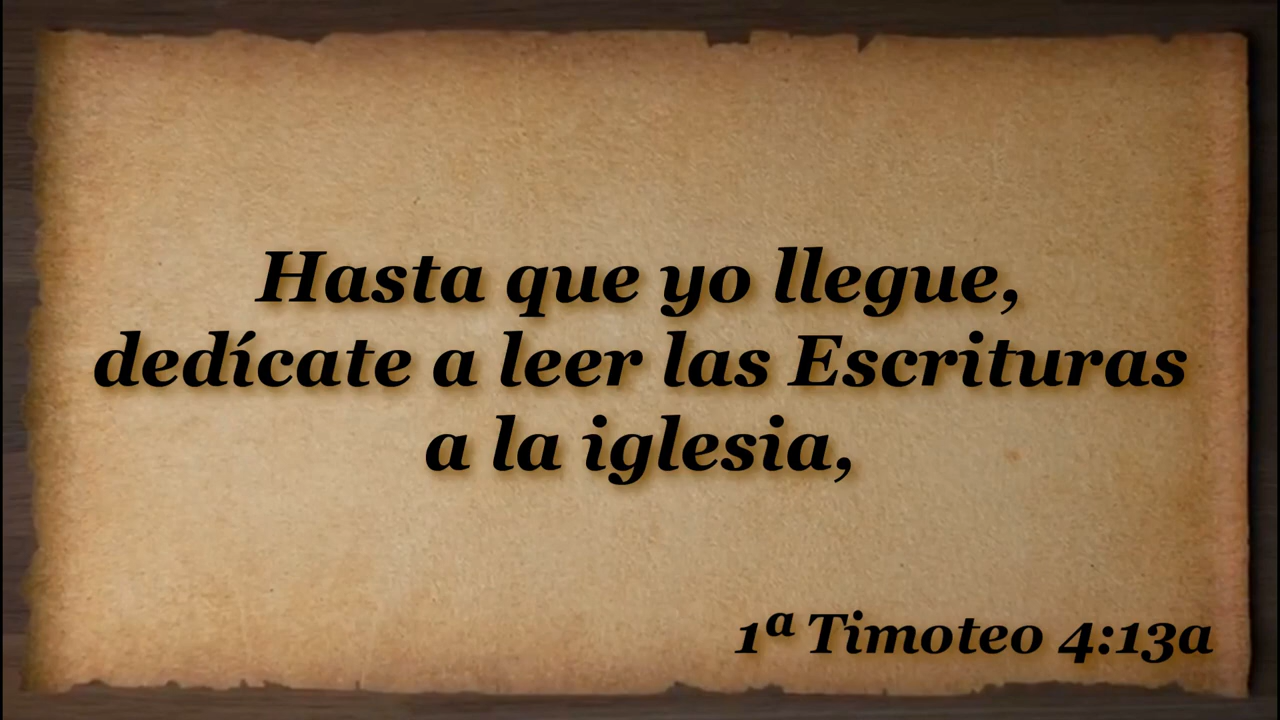 Hasta que yo llegue,
dedícate a leer las Escrituras
a la iglesia,
1ª Timoteo 4:13a